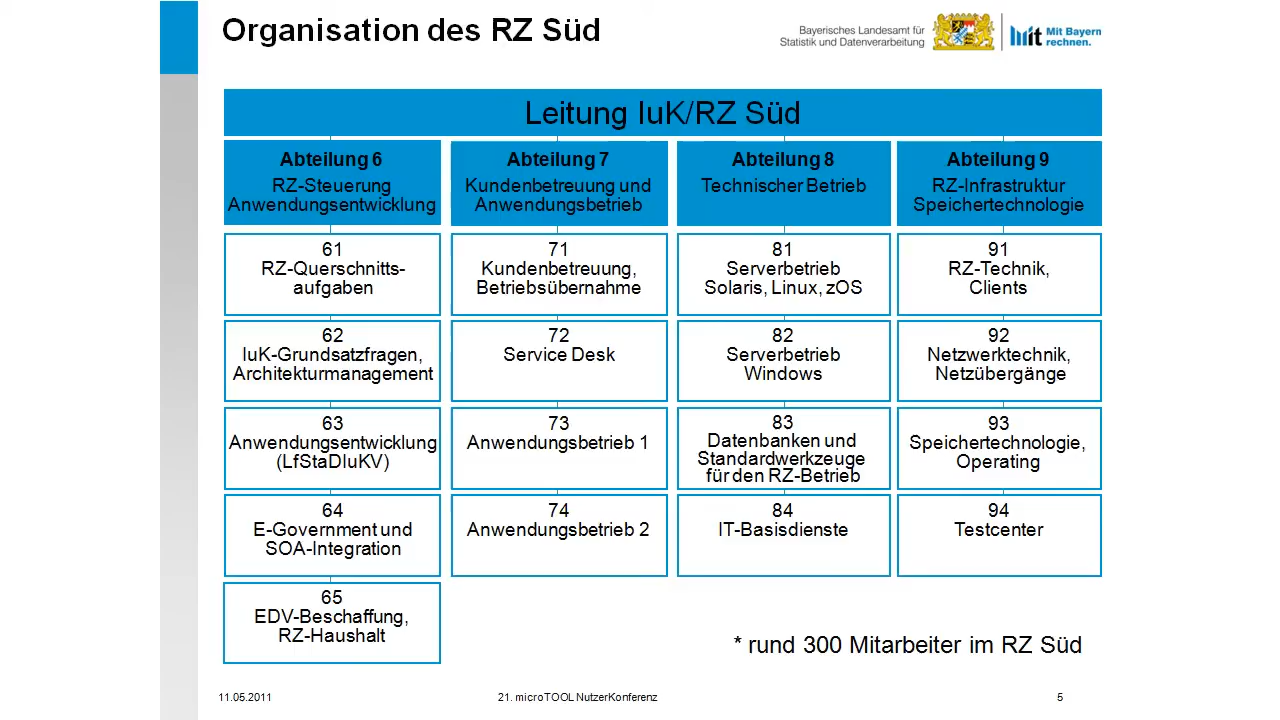 Organisation des RZ Süd
Bayerisches Landesamt für
Statistik und Datenverarbeitung
mit
Mit Bayern
rechnen.
Leitung IuK/RZ Süd
Abteilung 6
RZ-Steuerung
Anwendungsentwicklung
Abteilung 7
Kundenbetreuung und
Anwendungsbetrieb
Abteilung 8
Technischer Betrieb
Abteilung 9
RZ-Infrastruktur
Speichertechnologie
61
RZ-Querschnitts-
aufgaben
71
Kundenbetreuung,
Betriebsübernahme
81
Serverbetrieb
Solaris, Linux, zOS
91
RZ-Technik,
Clients
62
IuK-Grundsatzfragen,
Architekturmanagement
72
Service Desk
82
Serverbetrieb
Windows
92
Netzwerktechnik,
Netzübergänge
63
Anwendungsentwicklung
(LfStaDIuKV)
73
Anwendungsbetrieb 1
83
Datenbanken und
Standardwerkzeuge
für den RZ-Betrieb
93
Speichertechnologie,
Operating
64
E-Government und
SOA-Integration
74
Anwendungsbetrieb 2
84
IT-Basisdienste
94
Testcenter
65
EDV-Beschaffung,
RZ-Haushalt
* rund 300 Mitarbeiter im RZ Süd
11.05.2011
21. microTOOL NutzerKonferenz
5